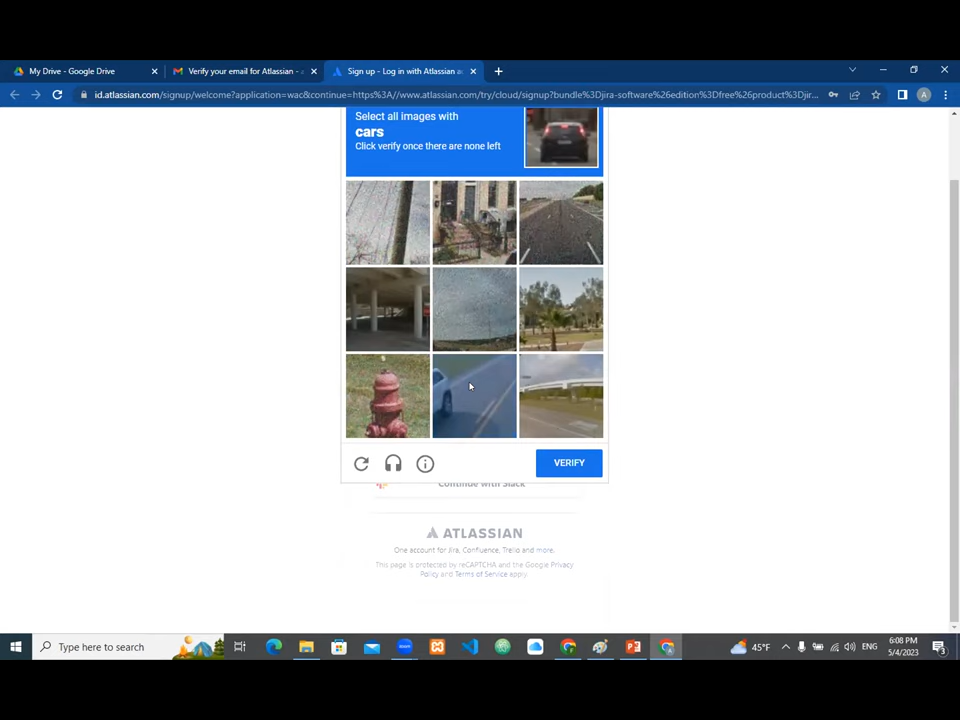 My Drive - Google Drive
Verify your email for Atlassian - a
Sign up - Log in with Atlassian ac
id.atlassian.com/signup/welcome?application=wac&continue=https%3A//www.atlassian.com/try/cloud/signup?bundle%3Djira-software%26edition%3Dfree%26product%3Djir...
A
Select all images with
cars
Click verify once there are none left
VERIFY
Continue with Slack
ATLASSIAN
One account for Jira, Confluence, Trello and more.
This page is protected by reCAPTCHA and the Google Privacy
Policy and Terms of Service apply.
Type here to search
45°F
ENG
6:08 PM
5/4/2023
3